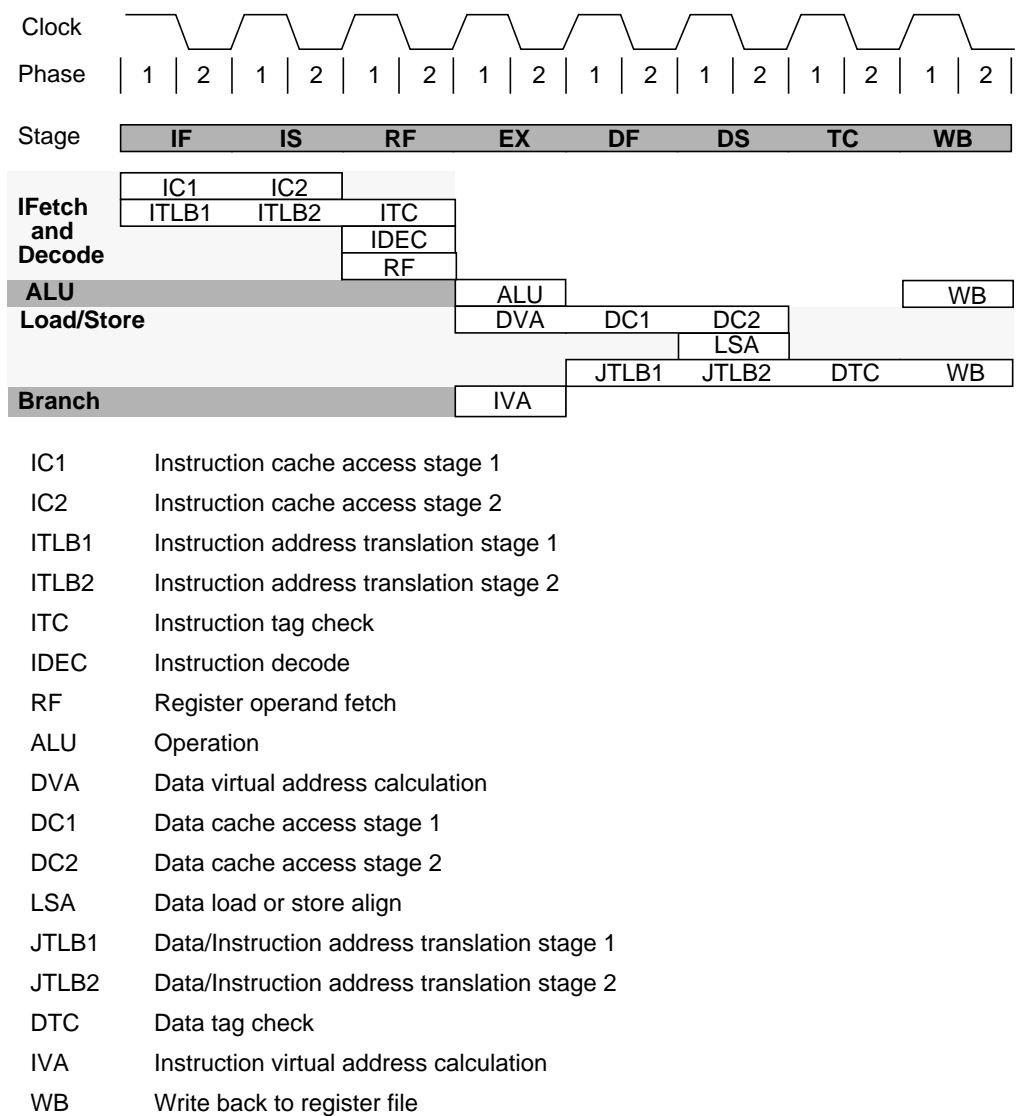 Clock
Phase 1 2 1 2 1 2 1 2 1 2 1 2 1 2 1 2
Stage IF IS RF EX DF DS TC WB
IFetch
and
Decode
IC1 IC2
ITLB1 ITLB2 ITC
IDEC
RF
ALU ALU WB
Load/Store DVA DC1 DC2
LSA
JTLB1 JTLB2 DTC WB
Branch IVA
IC1 Instruction cache access stage 1
IC2 Instruction cache access stage 2
ITLB1 Instruction address translation stage 1
ITLB2 Instruction address translation stage 2
ITC Instruction tag check
IDEC Instruction decode
RF Register operand fetch
ALU Operation
DVA Data virtual address calculation
DC1 Data cache access stage 1
DC2 Data cache access stage 2
LSA Data load or store align
JTLB1 Data/Instruction address translation stage 1
JTLB2 Data/Instruction address translation stage 2
DTC Data tag check
IVA Instruction virtual address calculation
WB Write back to register file